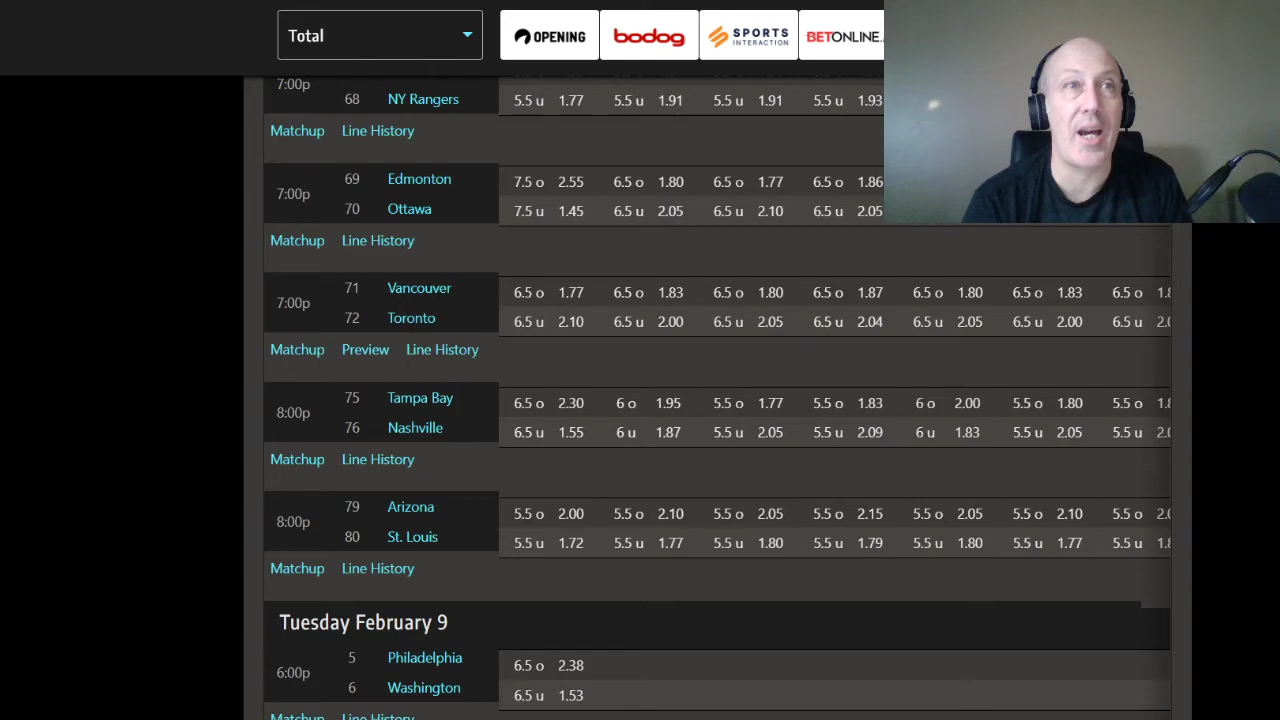 Total OPENING bodog SPORTS INTERACTION BETONLINE.
7:00p
68 NY Rangers 5.5 u 1.77 5.5 u 1.91 5.5 u 1.91 5.5 u 1.93
Matchup Line History
69 Edmonton 7.5 o 2.55 6.5 o 1.80 6.5 o 1.77 6.5 o 1.86
7:00p
70 Ottawa 7.5 u 1.45 6.5 u 2.05 6.5 u 2.10 6.5 u 2.05
Matchup Line History
71 Vancouver 6.5 o 1.77 6.5 o 1.83 6.5 o 1.80 6.5 o 1.87 6.5 o 1.80 6.5 o 1.83 6.5 o
7:00p
72 Toronto 6.5 u 2.10 6.5 u 2.00 6.5 u 2.05 6.5 u 2.04 6.5 u 2.05 6.5 u 2.00 6.5 u
Matchup Preview Line History
75 Tampa Bay 6.5 o 2.30 6 o 1.95 5.5 o 1.77 5.5 o 1.83 6 o 2.00 5.5 o 1.80 5.5 o
8:00p
76 Nashville 6.5 u 1.55 6 u 1.87 5.5 u 2.05 5.5 u 2.09 6 u 1.83 5.5 u 2.05 5.5 u
Matchup Line History
79 Arizona 5.5 o 2.00 5.5 o 2.10 5.5 o 2.05 5.5 o 2.15 5.5 o 2.05 5.5 o 2.10 5.5 o
8:00p
80 St. Louis 5.5 u 1.72 5.5 u 1.77 5.5 u 1.80 5.5 u 1.79 5.5 u 1.80 5.5 u 1.77 5.5 u
Matchup Line History
Tuesday February 9
5 Philadelphia 6.5 o 2.38
6:00p
6 Washington 6.5 u 1.53
Matchup Line History